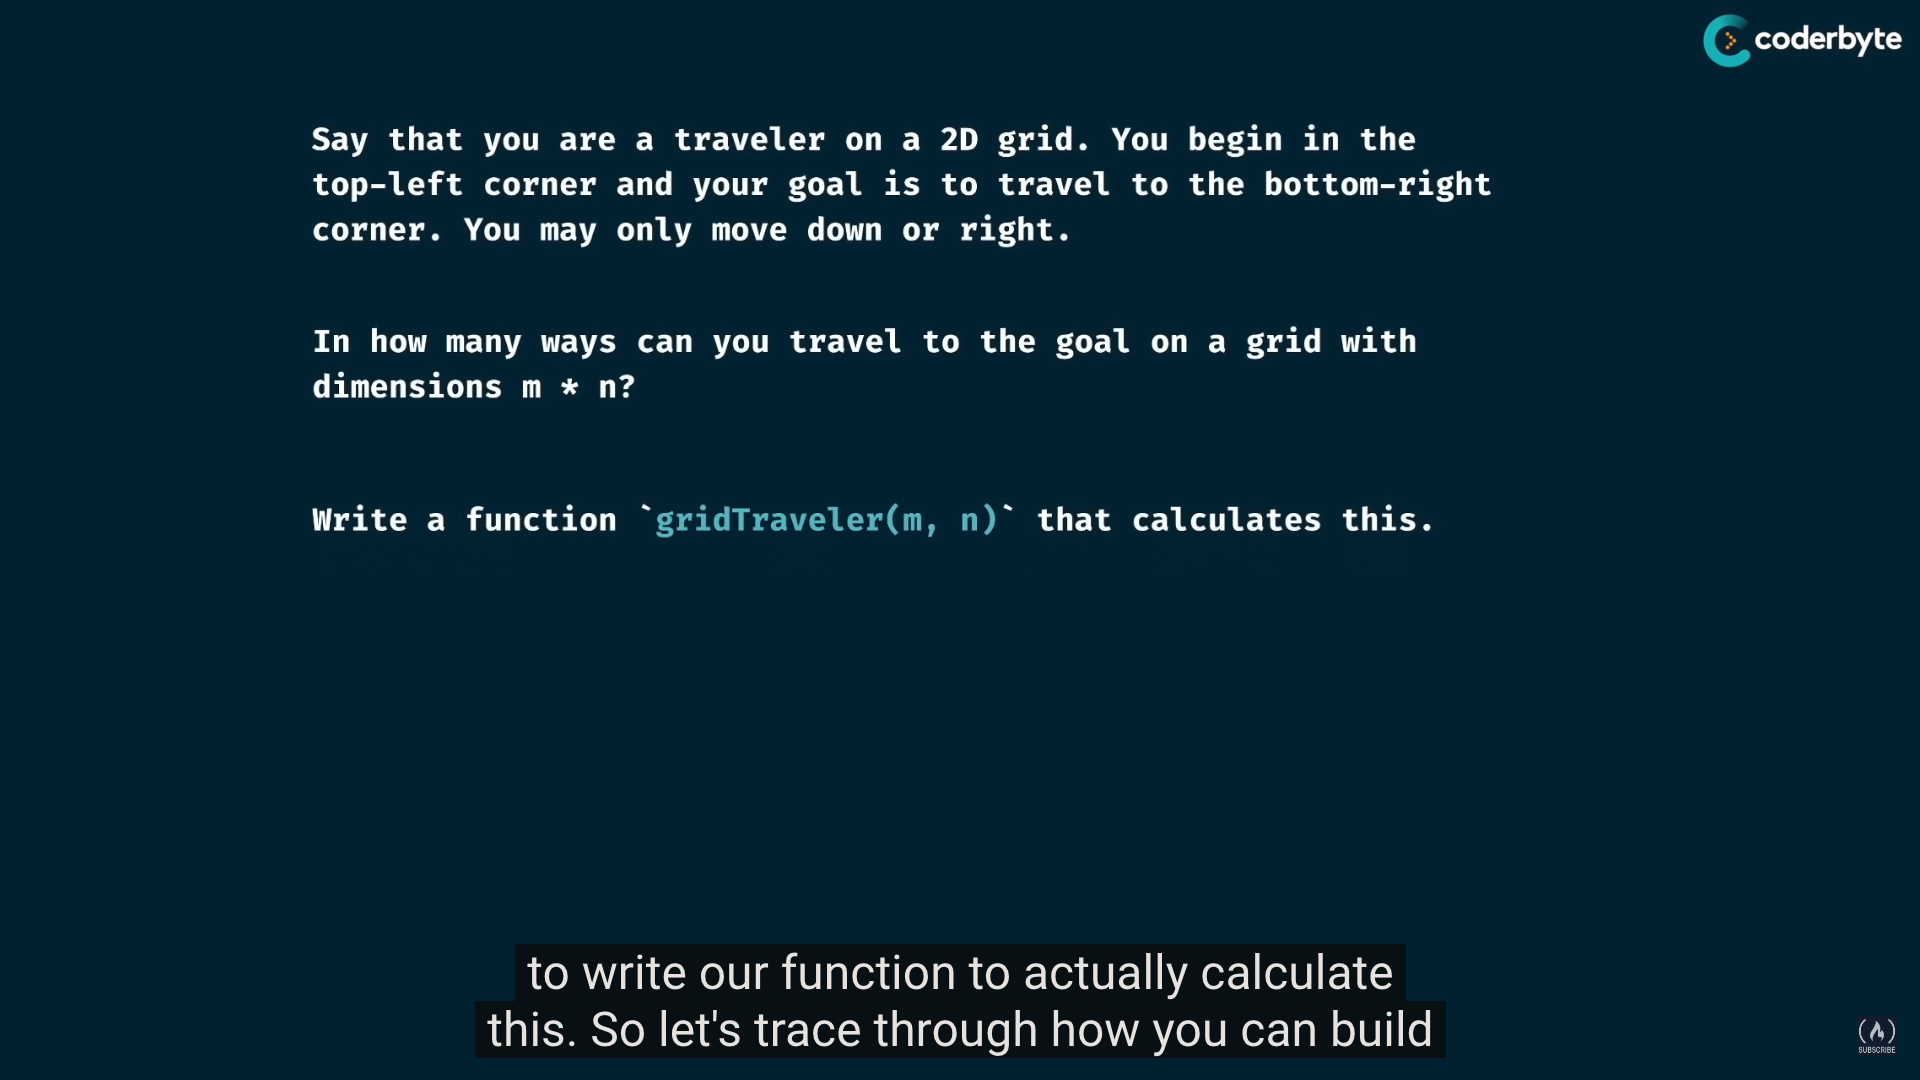 coderbyte
Say that you are a traveler on a 2D grid. You begin in the
top-left corner and your goal is to travel to the bottom-right
corner. You may only move down or right.
In how many ways can you travel to the goal on a grid with
dimensions m * n?
Write a function `gridTraveler(m, n)` that calculates this.
to write our function to actually calculate
this. So let's trace through how you can build
SUBSCRIBE